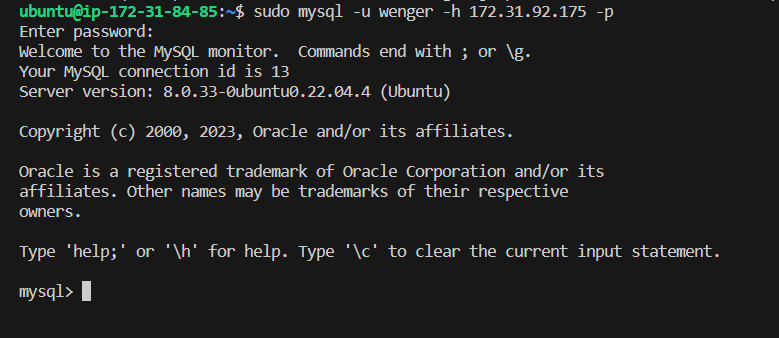 ubuntu@ip-172-31-84-85:~$ sudo mysql -u wenger -h 172.31.92.175 -p
Enter password:
Welcome to the MySQL monitor.  Commands end with ; or \g.
Your MySQL connection id is 13
Server version: 8.0.33-0ubuntu0.22.04.4 (Ubuntu)
Copyright (c) 2000, 2023, Oracle and/or its affiliates.
Oracle is a registered trademark of Oracle Corporation and/or its
affiliates. Other names may be trademarks of their respective
owners.
Type 'help;' or '\h' for help. Type '\c' to clear the current input statement.
mysql>